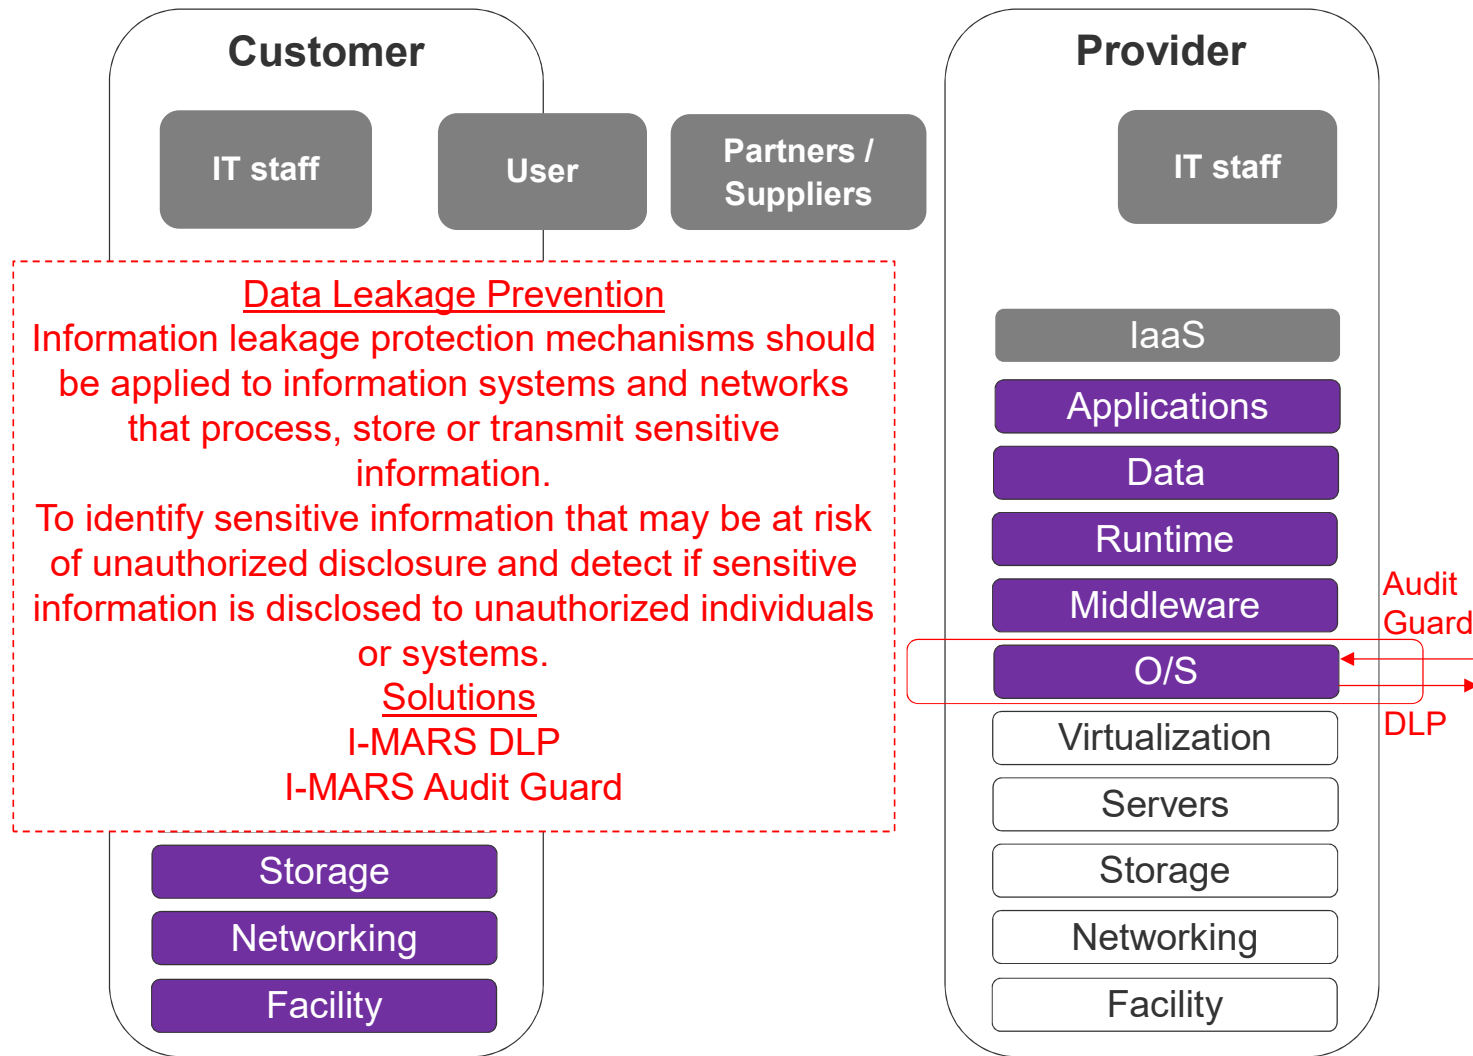 Customer
IT staff
User
Partners /
Suppliers
Data Leakage Prevention
Information leakage protection mechanisms should
be applied to information systems and networks
that process, store or transmit sensitive
information.
To identify sensitive information that may be at risk
of unauthorized disclosure and detect if sensitive
information is disclosed to unauthorized individuals
or systems.
Solutions
I-MARS DLP
I-MARS Audit Guard
Storage
Networking
Facility
Provider
IT staff
IaaS
Applications
Data
Runtime
Middleware
O/S
Virtualization
Servers
Storage
Networking
Facility
Audit
Guard
DLP